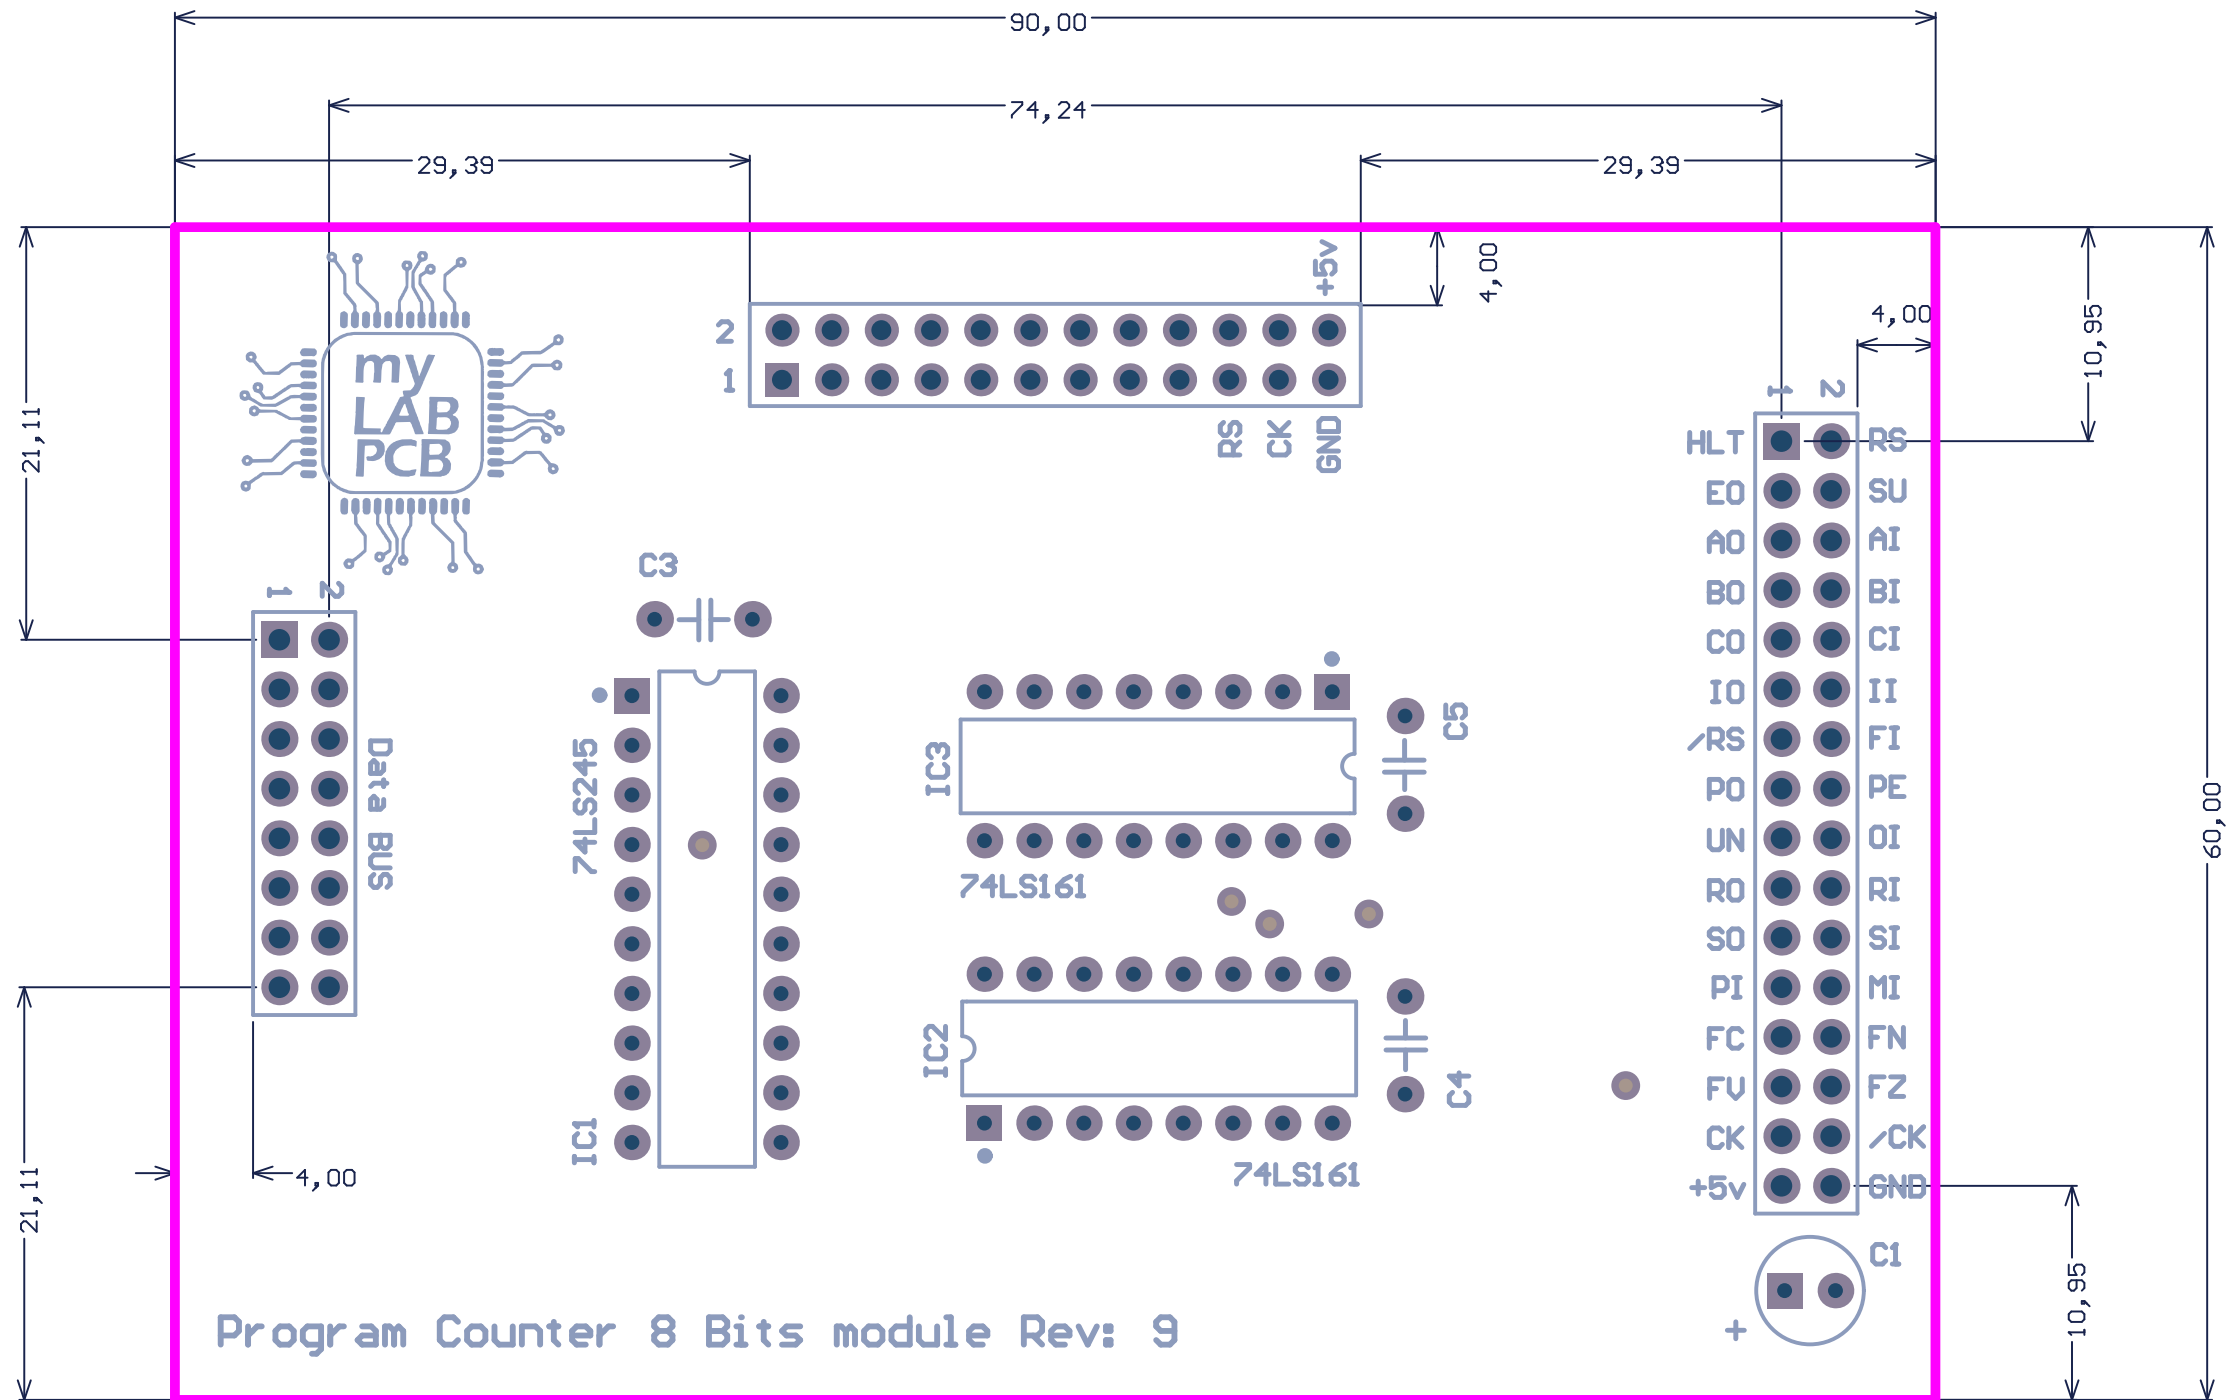 90,00
74,24
29,39
29,39
+5v
4,00
4,00
10,95
2
1
my
LAB
PCB
21,11
RS
CK
GND
1
2
HLT
RS
EO
SU
AO
AI
BO
BI
CO
CI
IO
II
/RS
FI
PO
PE
UN
OI
RO
RI
SO
SI
PI
MI
FC
FN
FV
FZ
CK
/CK
+5v
GND
C3
1
2
Data BUS
74LS245
IC1
IC3
C5
74LS161
IC2
C4
74LS161
60,00
21,11
4,00
C1
+
10,95
Program Counter 8 Bits module Rev: 9